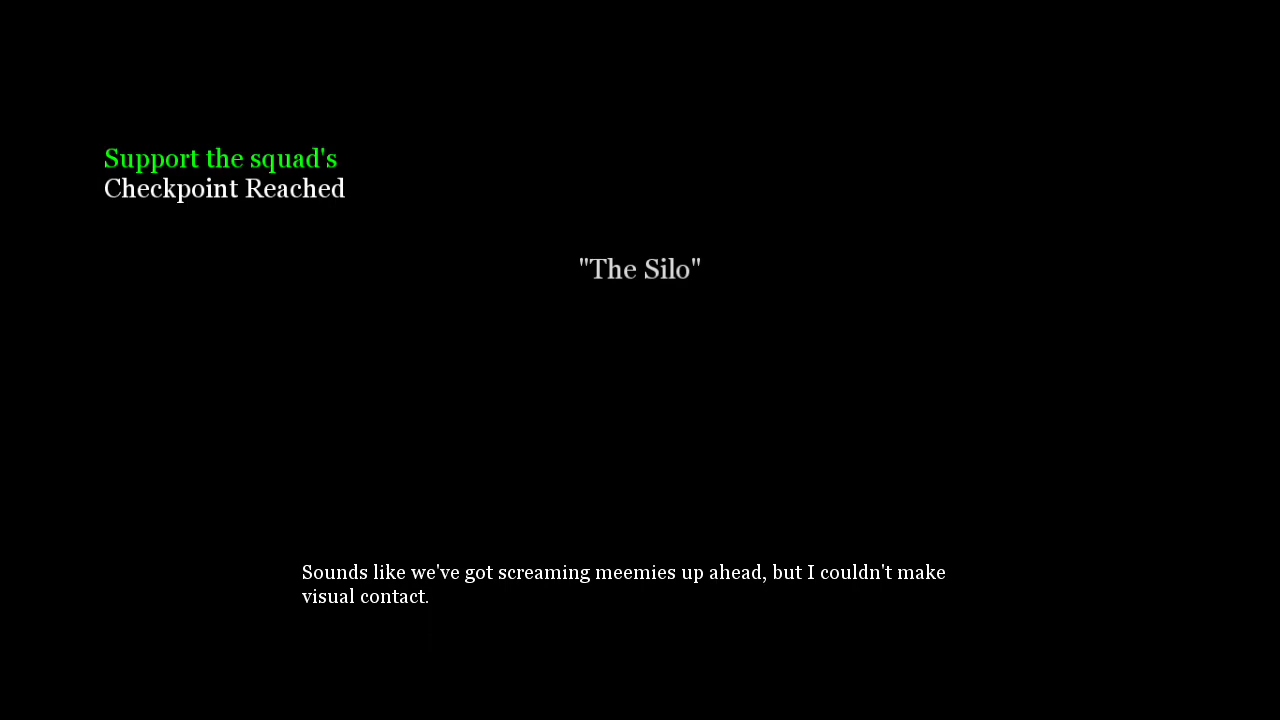 Support the squad's
Checkpoint Reached
"The Silo"
Sounds like we've got screaming meemies up ahead, but I couldn't make
visual contact.